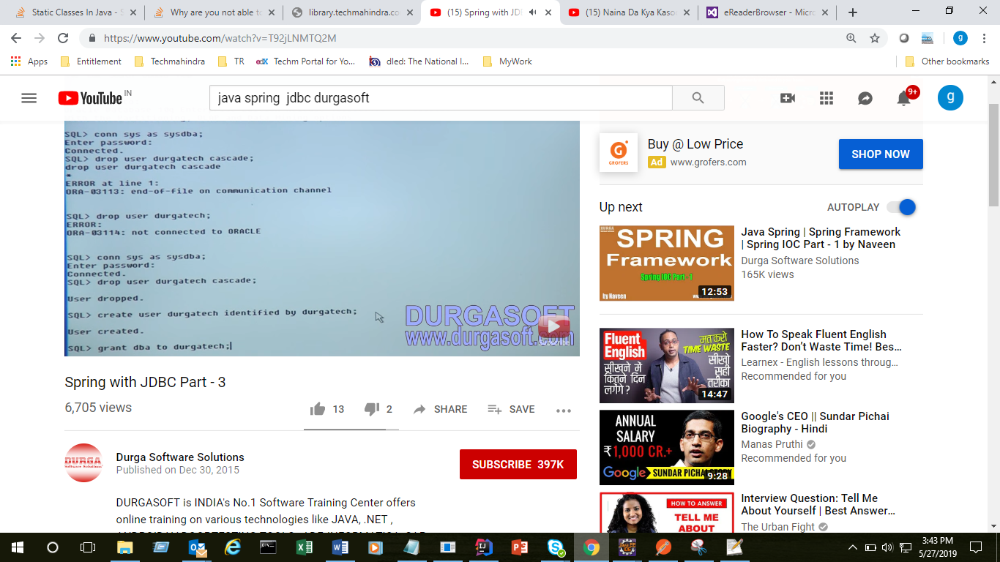 Static Classes In Java - S
Why are you not able to
library.techmahindra.co
(15) Spring with JDB
(15) Naina Da Kya Kasoo
eReaderBrowser - Micro
https://www.youtube.com/watch?v=T92jLNMTQ2M
g
Apps
Entitlement
Techmahindra
TR
edX
Techm Portal for Yo...
dled: The National I...
MyWork
Other bookmarks
YouTube IN
java spring jdbc durgasoft
9+
g
SQL> conn sys as sysdba;
Enter password:
Connected.
SQL> drop user durgatech cascade;
drop user durgatech cascade
*
ERROR at line 1:
ORA-03113: end-of-file on communication channel
SQL> drop user durgatech;
ERROR:
ORA-03114: not connected to ORACLE
SQL> conn sys as sysdba;
Enter password:
Connected.
SQL> drop user durgatech cascade;
User dropped.
SQL> create user durgatech identified by durgatech;
User created.
SQL> grant dba to durgatech;
DURGASOFT
www.durgasoft.com
Spring with JDBC Part - 3
6,705 views
13
2
SHARE
SAVE
DURGA
Software Solutions
Durga Software Solutions
Published on Dec 30, 2015
SUBSCRIBE 397K
DURGASOFT is INDIA's No.1 Software Training Center offers
online training on various technologies like JAVA, .NET ,
G
GROFERS
Buy @ Low Price
Ad www.grofers.com
SHOP NOW
Up next
AUTOPLAY
SPRING
Framework
Spring IOC Part - 1
by Naveen
12:53
Java Spring | Spring Framework
| Spring IOC Part - 1 by Naveen
Durga Software Solutions
165K views
Fluent
English
मत करो
TIME WASTE
सीखने में
कितने दिन
लगेंगे ?
सीखो
सही
तरीका
14:47
How To Speak Fluent English
Faster? Don’t Waste Time! Bes...
Learnex - English lessons throug...
Recommended for you
ANNUAL
SALARY
₹1,000 CR.+
Google
SUNDAR PICHAI STORY
9:28
Google's CEO || Sundar Pichai
Biography - Hindi
Manas Pruthi
Recommended for you
HOW TO ANSWER
TELL ME
ABOUT
Interview Question: Tell Me
About Yourself | Best Answer...
The Urban Fight
3:43 PM
5/27/2019